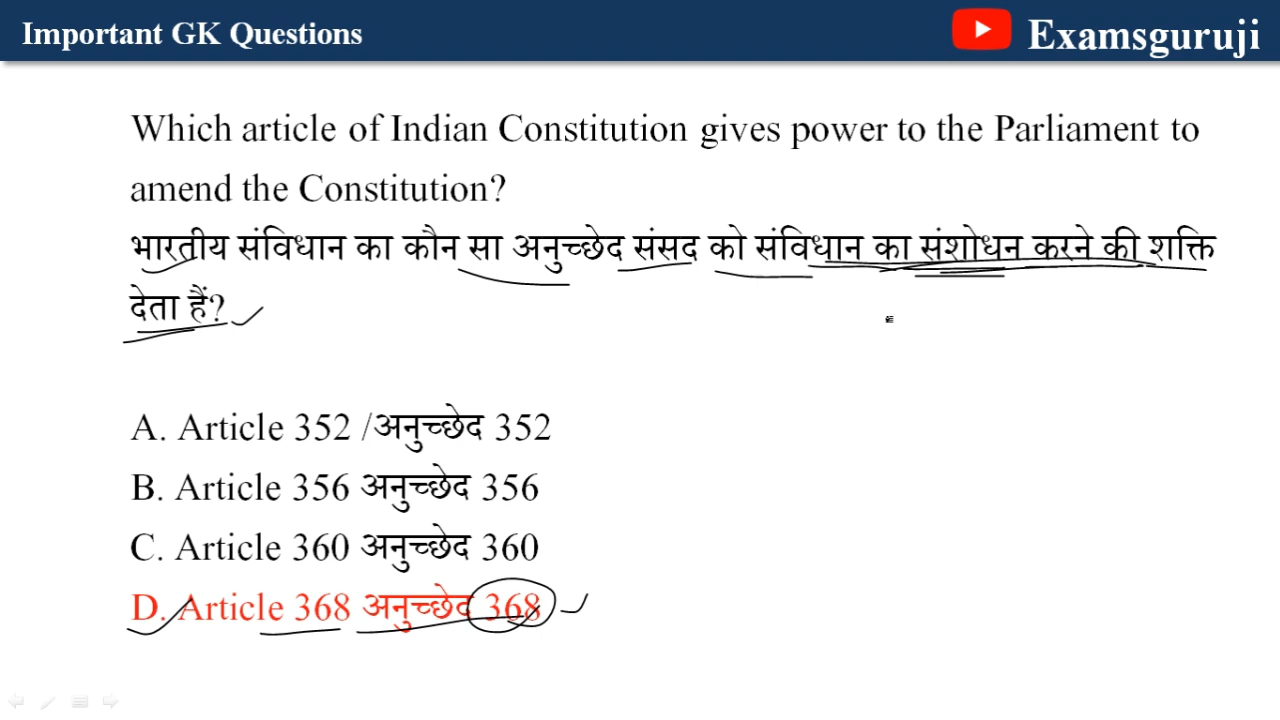 Important GK Questions
Examsguruji
Which article of Indian Constitution gives power to the Parliament to
amend the Constitution?
भारतीय संविधान का कौन सा अनुच्छेद संसद को संविधान का संशोधन करने की शक्ति
देता हैं?
A. Article 352 /अनुच्छेद 352
B. Article 356 अनुच्छेद 356
C. Article 360 अनुच्छेद 360
D. Article 368 अनुच्छेद 368